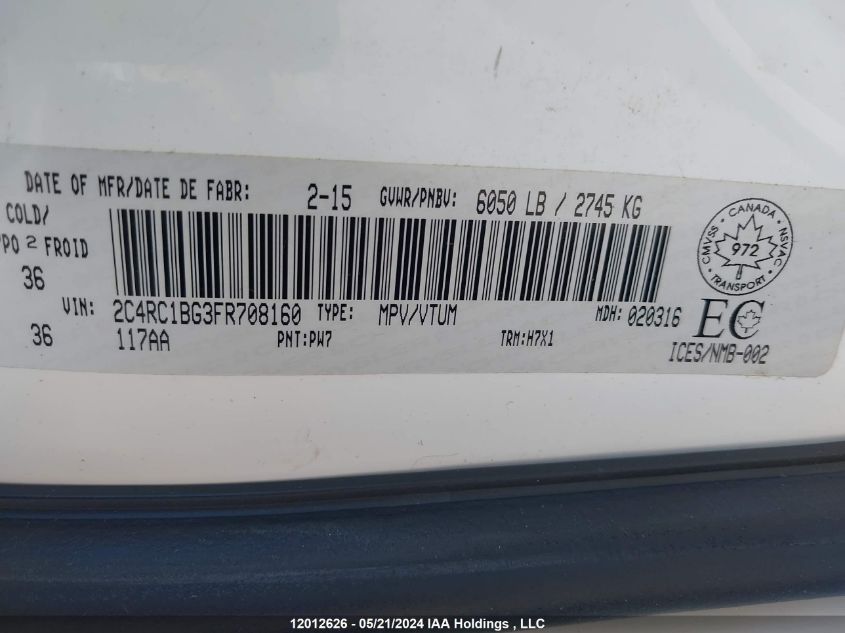 DATE OF MFR/DATE DE FABR: 2-15 GVWR/PNBV: 6050 LB / 2745 KG
COLD/
PO² FROID
36
VIN: 2C4RC1BG3FR708160 TYPE: MPV/VTUM MDH: 020316
36 117AA PNT:PW7 TRM:H7X1
CANADA
CMVSS NSVAC
972
TRANSPORT
EC
ICES/NMB-002
12012626 - 05/21/2024 IAA Holdings , LLC